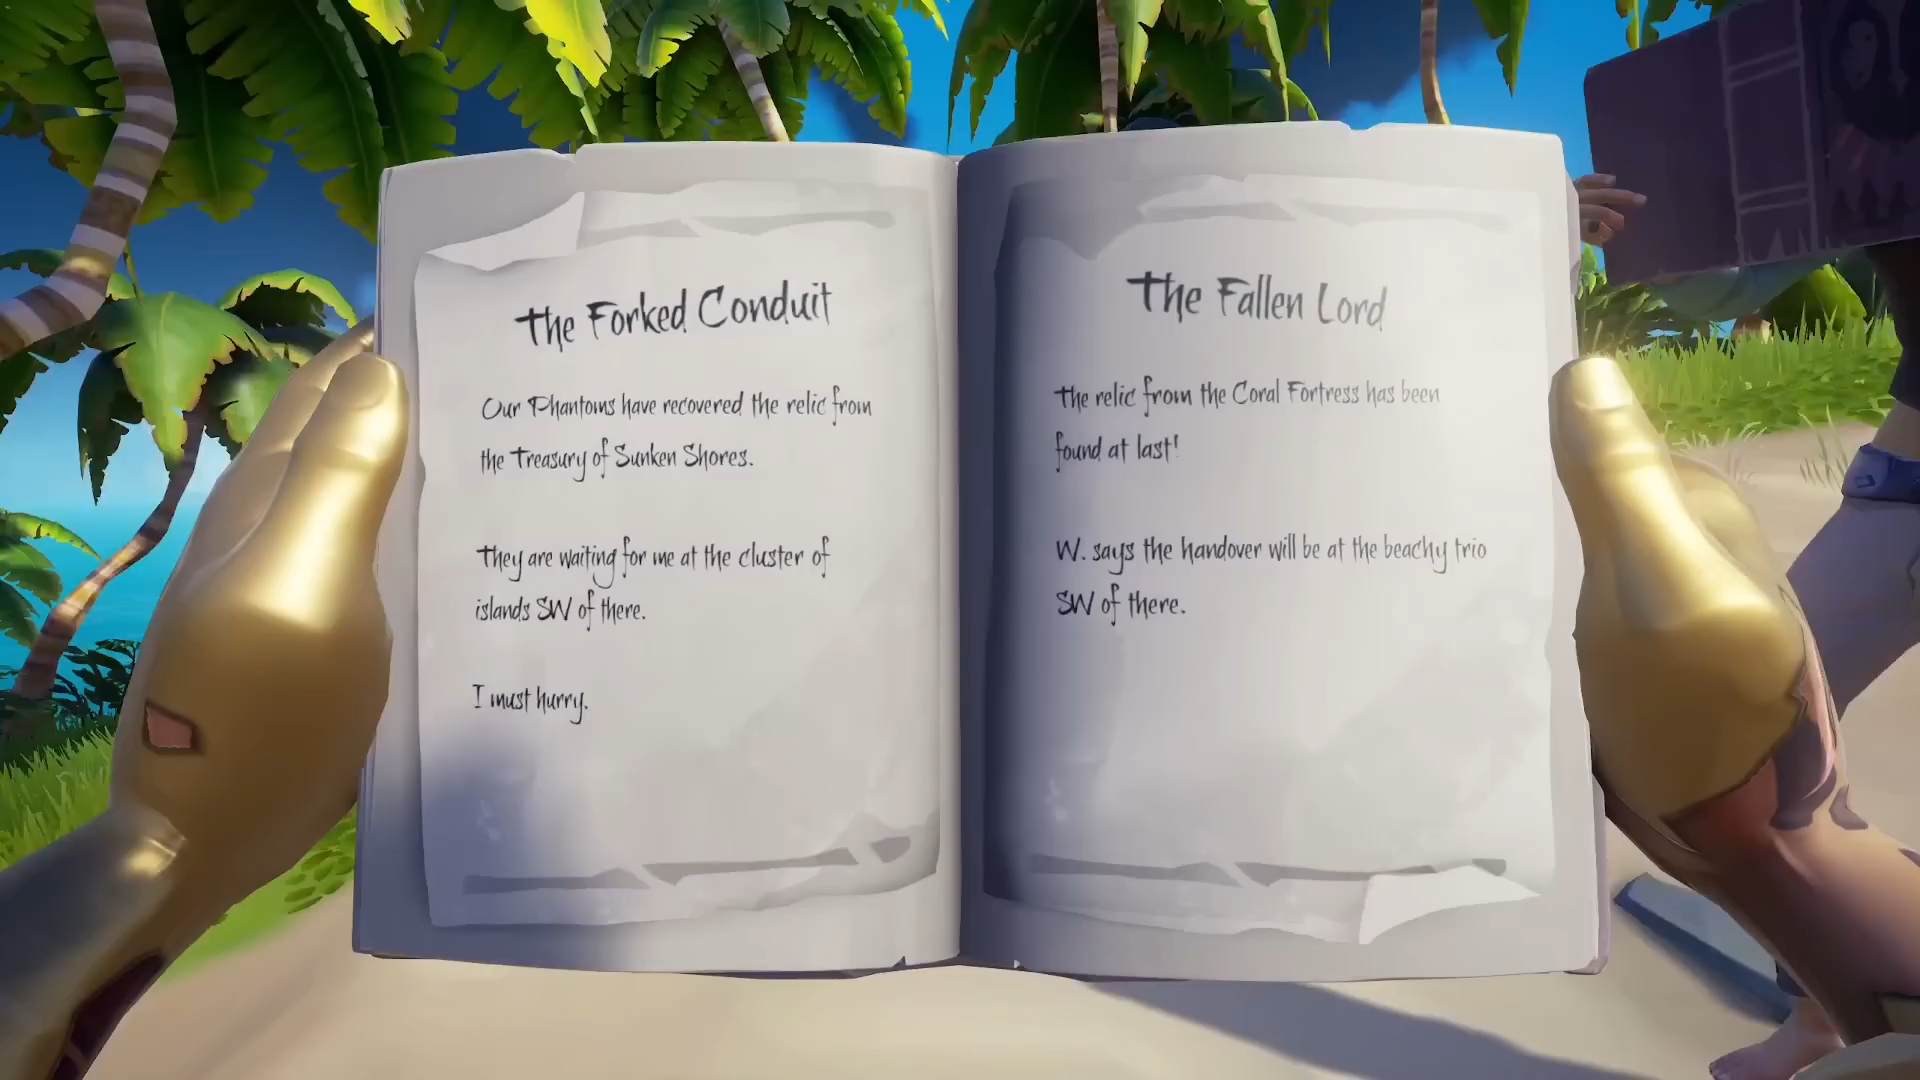 The Forked Conduit
Our Phantoms have recovered the relic from
the Treasury of Sunken Shores.
They are waiting for me at the cluster of
islands SW of there.
I must hurry.
The Fallen Lord
The relic from the Coral Fortress has been
found at last!
W. says the handover will be at the beachy trio
SW of there.